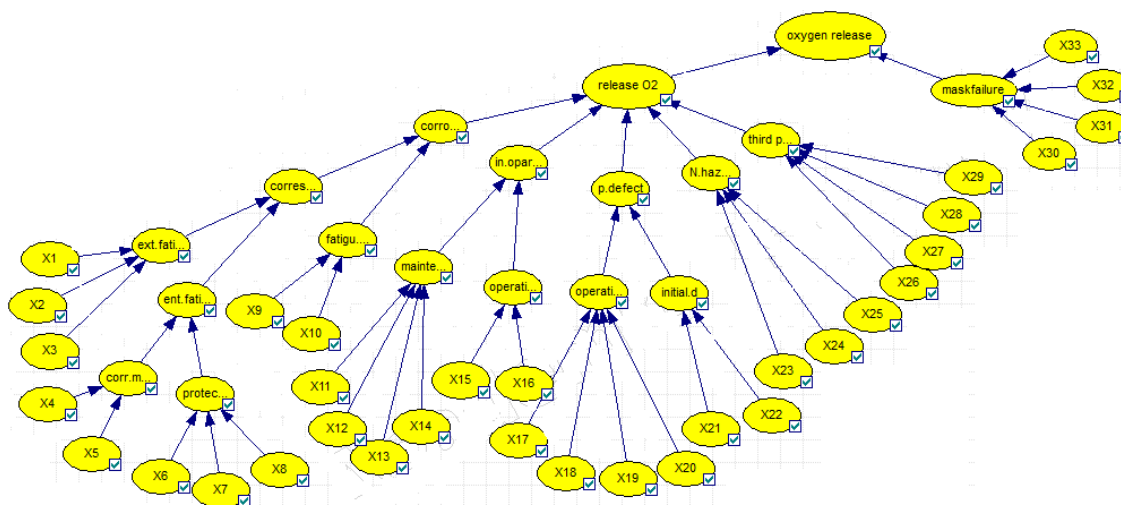 oxygen release
X33
release O2
maskfailure
X32
corro...
X31
third p...
X30
in.opar...
N.haz...
X29
corres...
p.defect
X28
ext.fati...
fatigu....
X27
X1
mainte...
X26
X2
ent.fati...
operati...
operati...
initial.d
X9
X25
X10
X3
X24
corr.m...
X15
X16
X23
X11
X4
protec...
X12
X14
X22
X5
X13
X17
X21
X6
X8
X18
X19
X20
X7